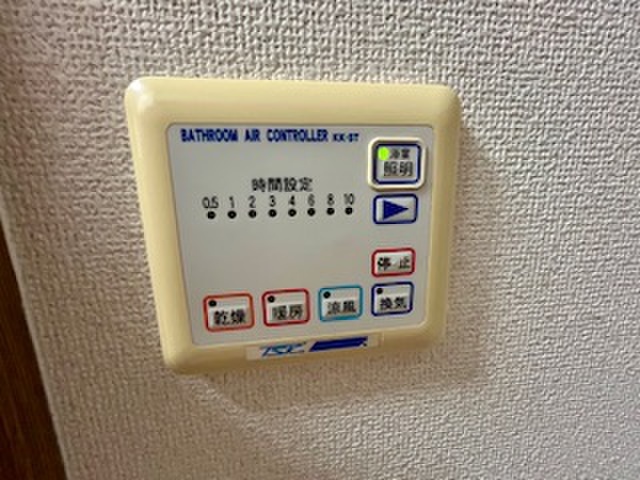 BATHROOM AIR CONTROLLER KK-ST
浴室
照明
時間設定
0.5 1 2 3 4 6 8 10
停止
乾燥 暖房 涼風 換気